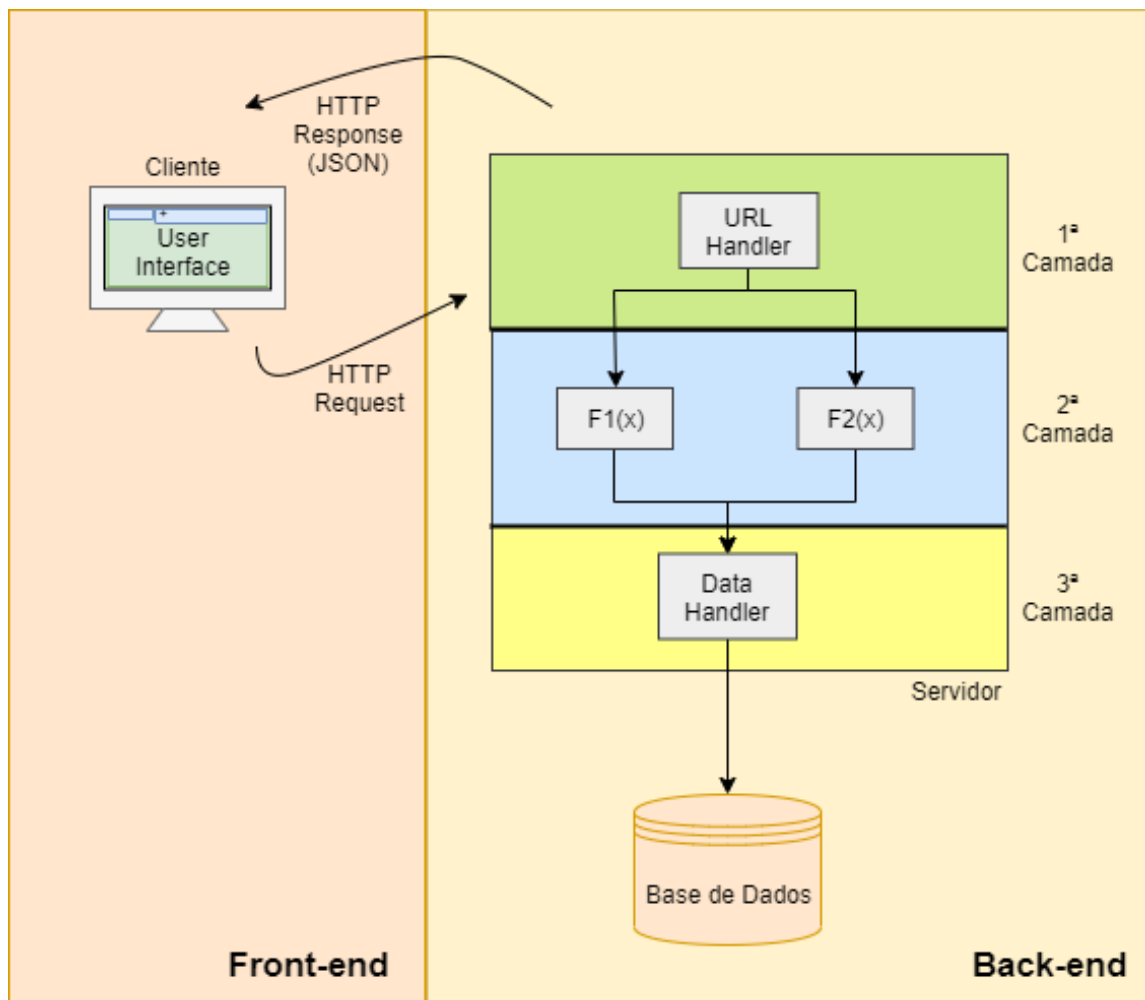 HTTP
Response
(JSON)
Cliente
+
User
Interface
HTTP
Request
URL
Handler
1ª
Camada
F1(x)
F2(x)
2ª
Camada
Data
Handler
3ª
Camada
Servidor
Base de Dados
Front-end
Back-end